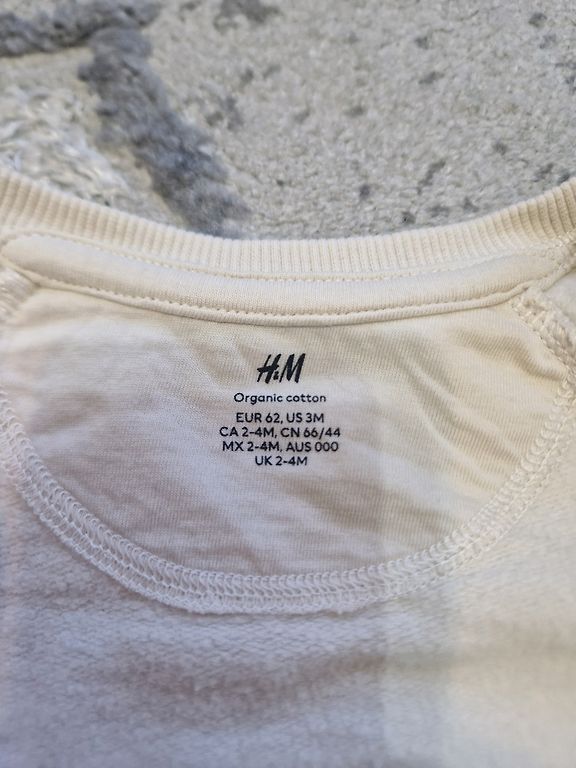 H&M
Organic cotton
EUR 62, US 3M
CA 2-4M, CN 66/44
MX 2-4M, AUS 000
UK 2-4M